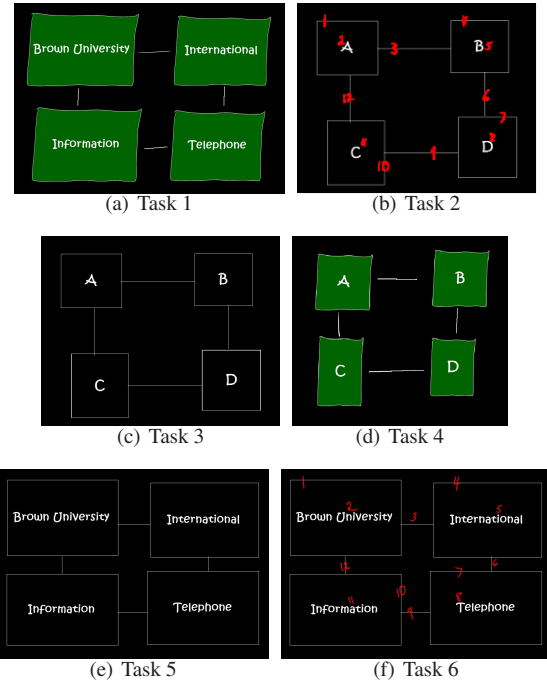 Brown University International
Information Telephone
(a) Task 1
1 4
2 A 3 B 5
12 6
7
C 11 9 D 8
10
(b) Task 2
A B
C D
(c) Task 3
A B
C D
(d) Task 4
Brown University International
Information Telephone
(e) Task 5
1 4
2 5
Brown University 3 International
12 6
10 7
11 8
Information 9 Telephone
(f) Task 6